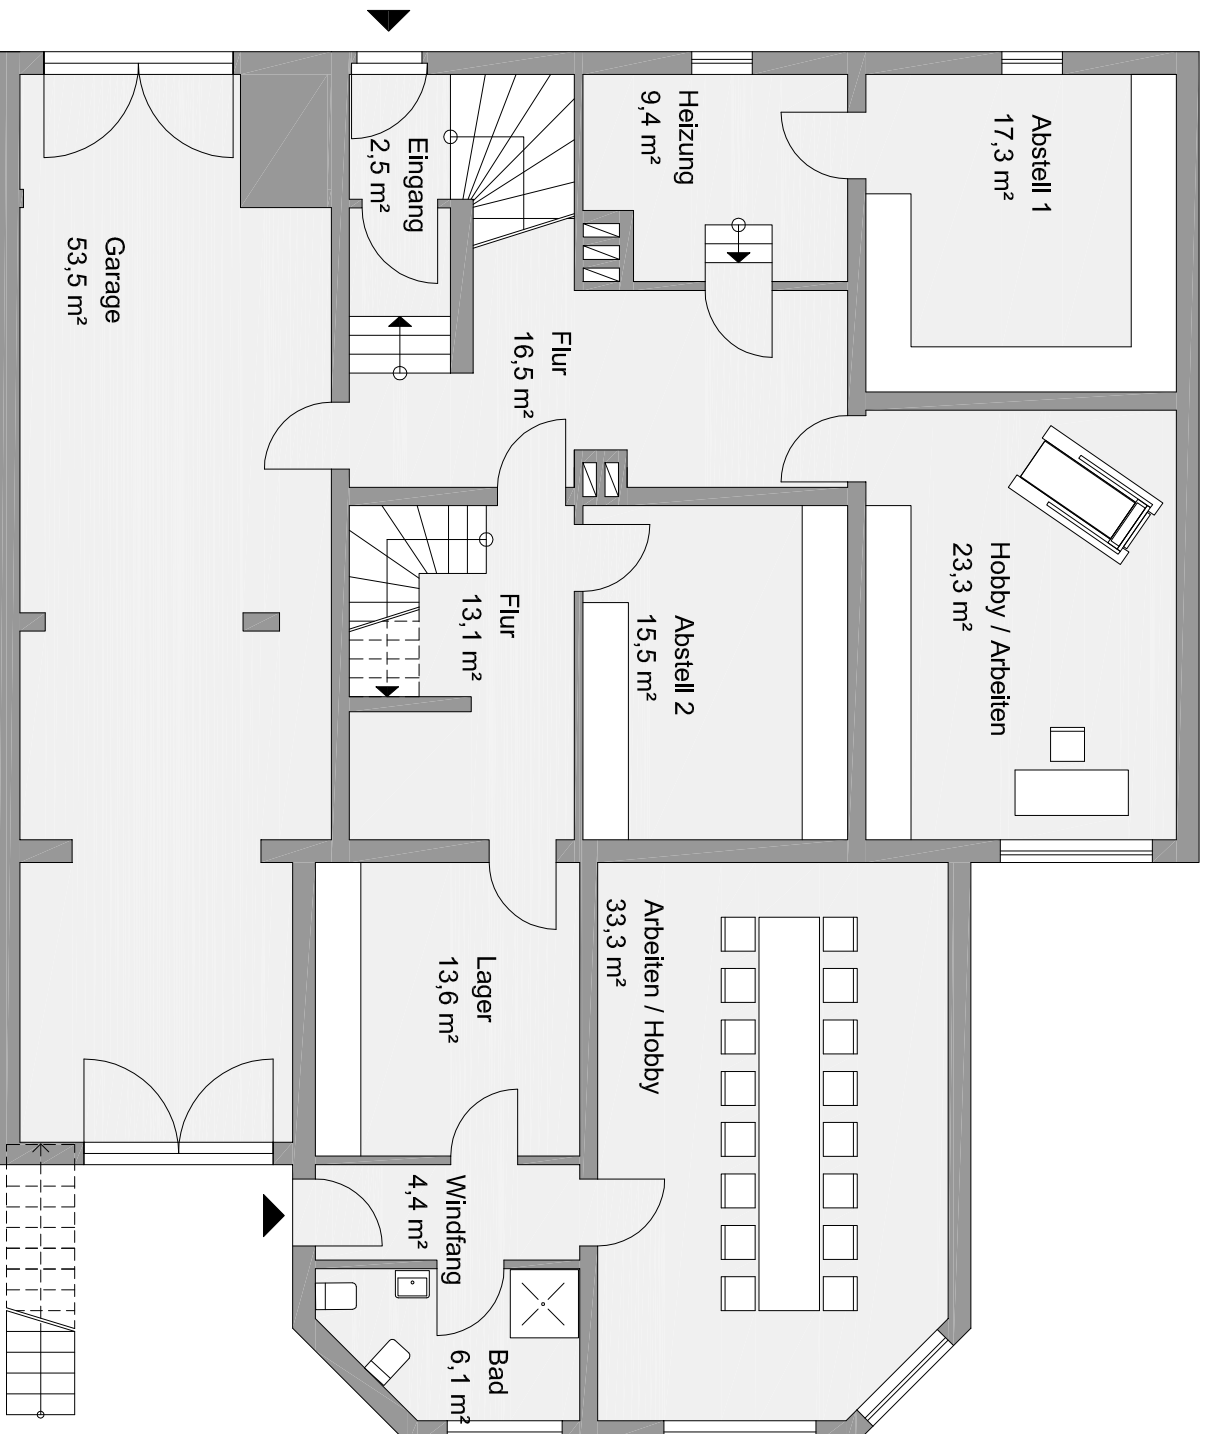 Garage
53,5 m²
Eingang
2,5 m²
Heizung
9,4 m²
Abstell 1
17,3 m²
Flur
16,5 m²
Flur
13,1 m²
Abstell 2
15,5 m²
Hobby / Arbeiten
23,3 m²
Lager
13,6 m²
Arbeiten / Hobby
33,3 m²
Windfang
4,4 m²
Bad
6,1 m²